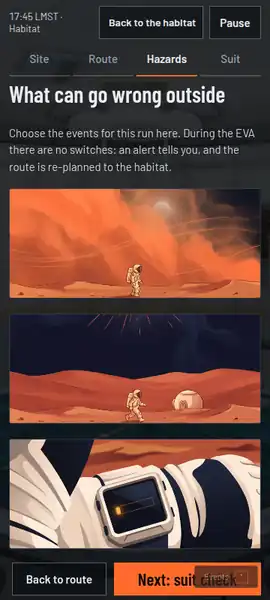 17:45 LMST ·
Habitat
Back to the habitat
Pause
Site
Route
Hazards
Suit
What can go wrong outside
Choose the events for this run here. During the EVA
there are no switches: an alert tells you, and the
route is re-planned to the habitat.
Back to route
Next: suit check